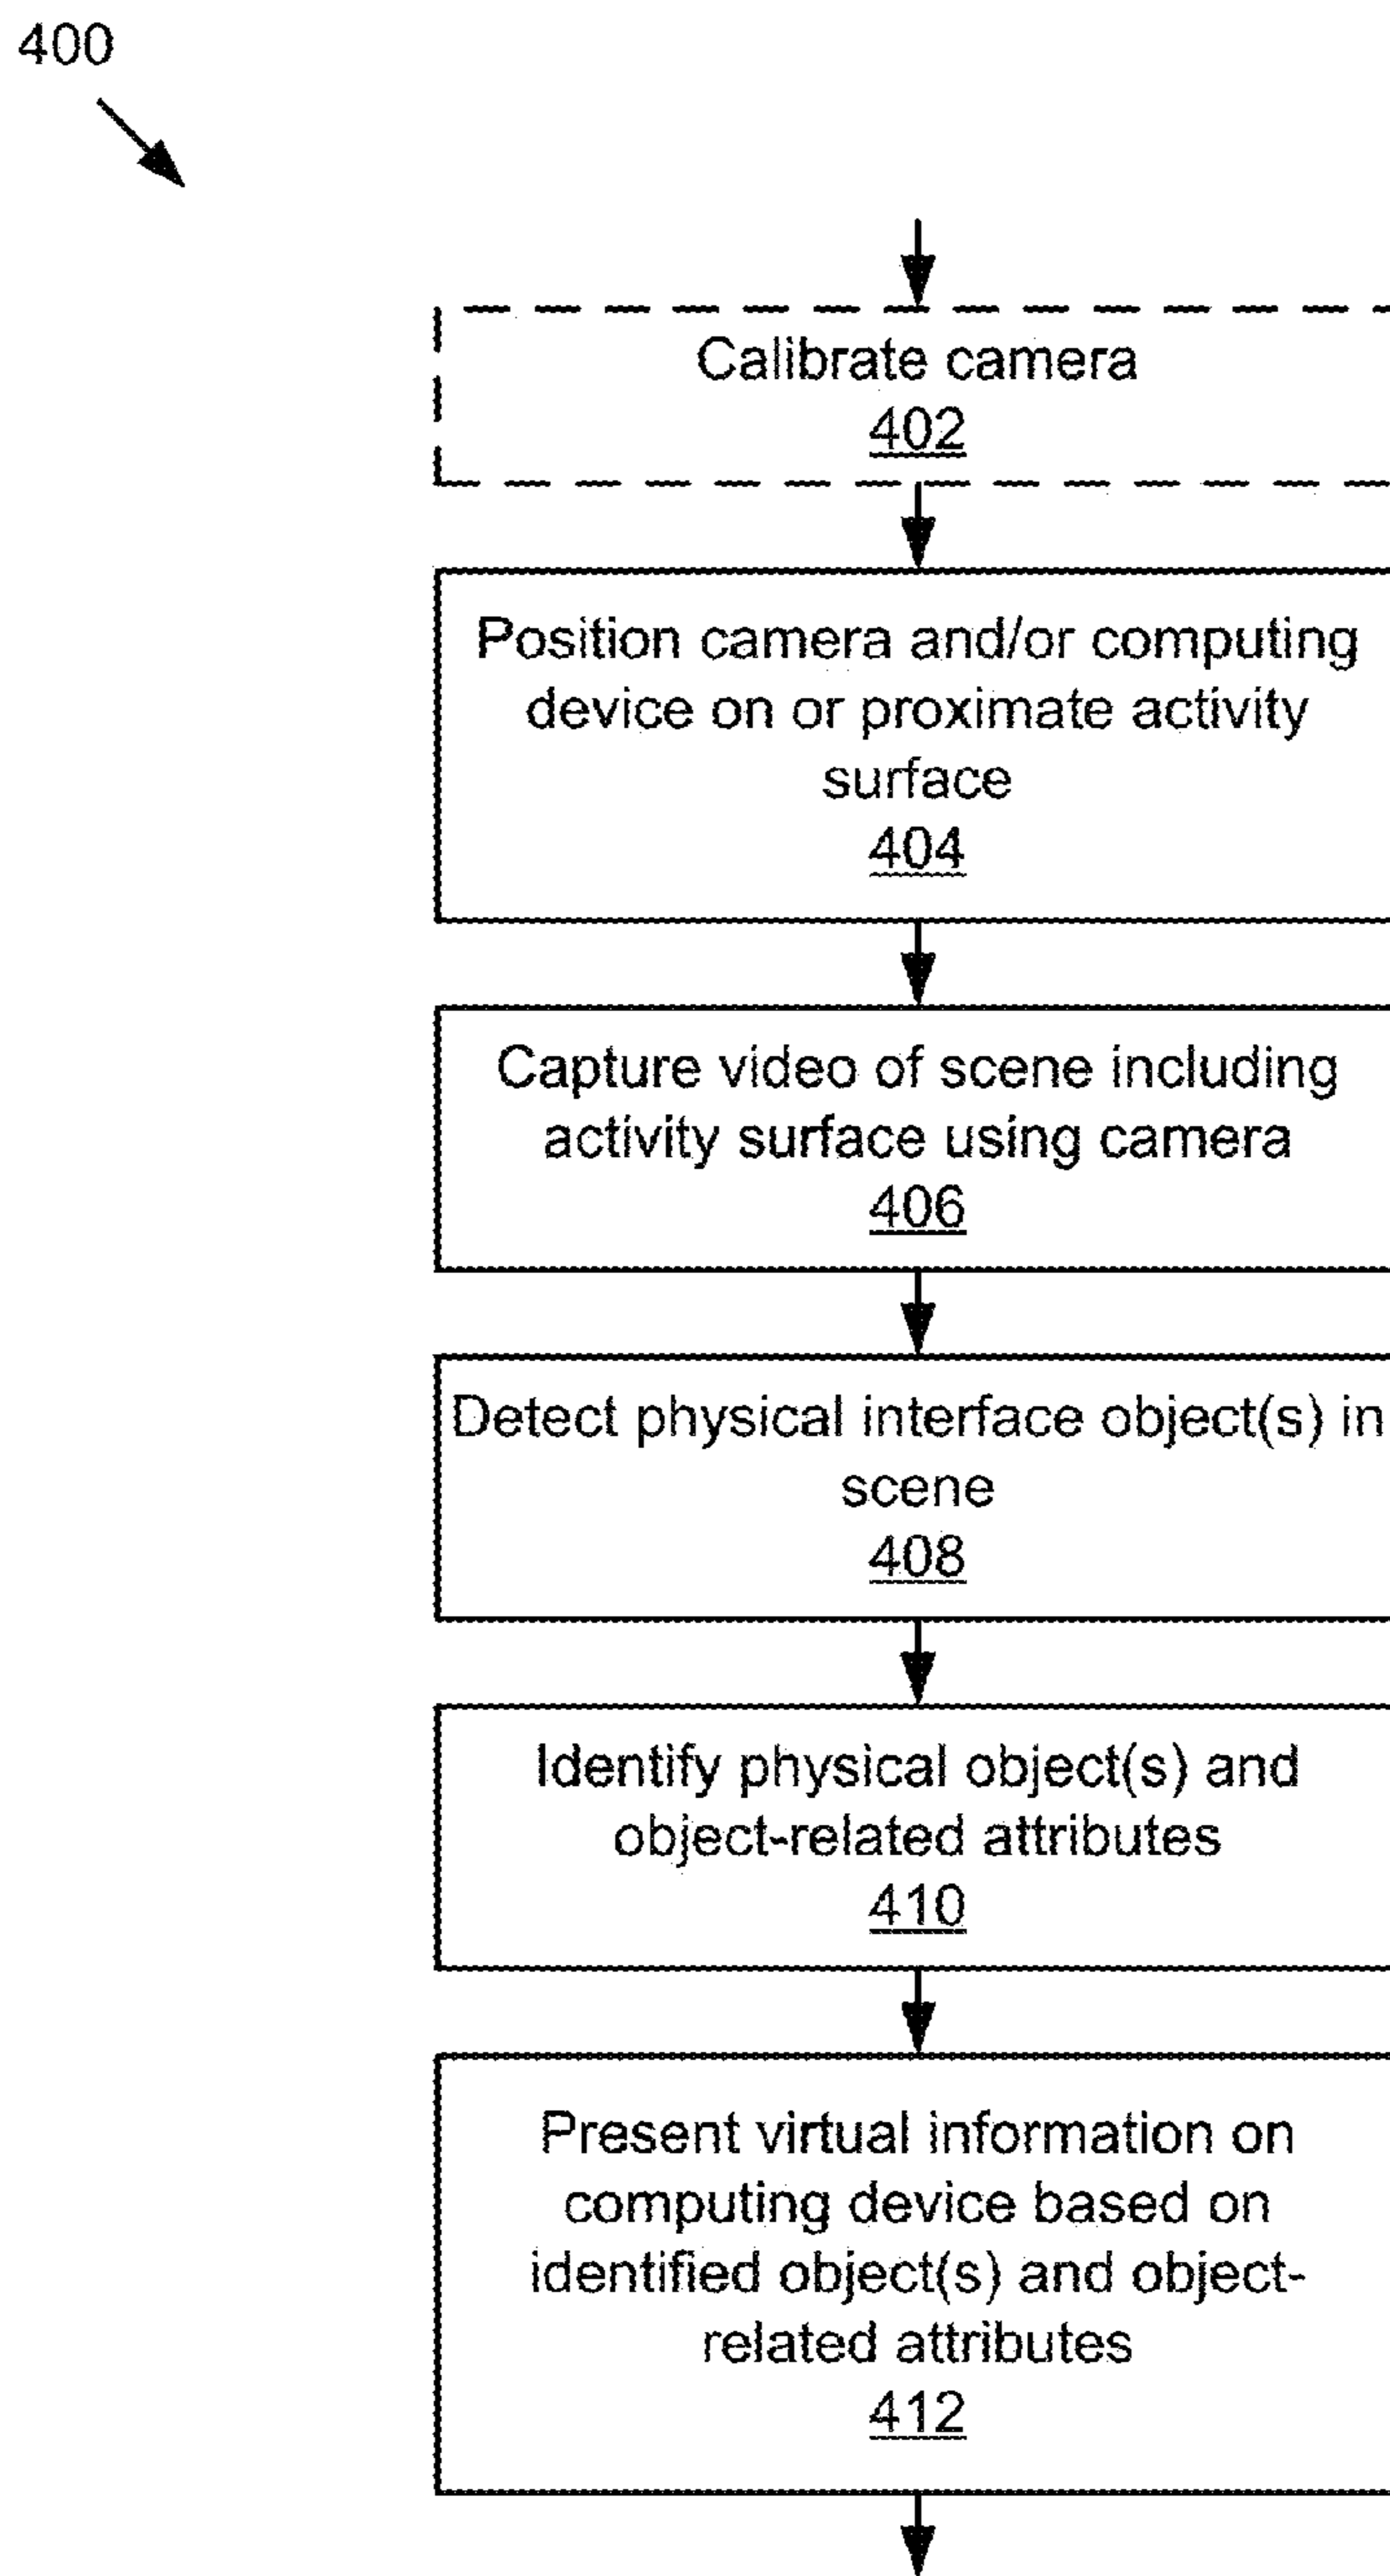 400
Calibrate camera
402
Position camera and/or computing
device on or proximate activity
surface
404
Capture video of scene including
activity surface using camera
406
Detect physical interface object(s) in
scene
408
Identify physical object(s) and
object-related attributes
410
Present virtual information on
computing device based on
identified object(s) and object-
related attributes
412